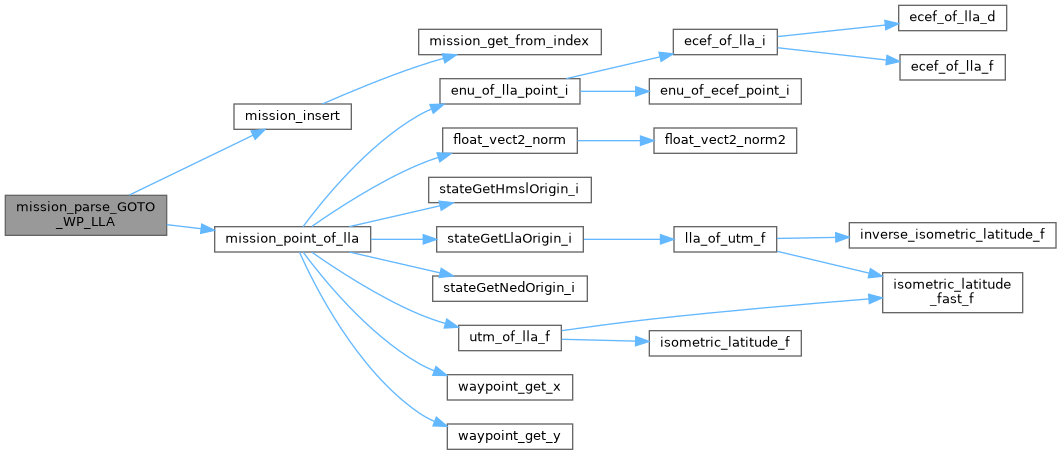 mission_parse_GOTO
_WP_LLA
mission_insert
mission_get_from_index
mission_point_of_lla
enu_of_lla_point_i
ecef_of_lla_i
ecef_of_lla_d
ecef_of_lla_f
enu_of_ecef_point_i
float_vect2_norm
float_vect2_norm2
stateGetHmslOrigin_i
stateGetLlaOrigin_i
lla_of_utm_f
inverse_isometric_latitude_f
isometric_latitude
_fast_f
stateGetNedOrigin_i
utm_of_lla_f
isometric_latitude_f
waypoint_get_x
waypoint_get_y